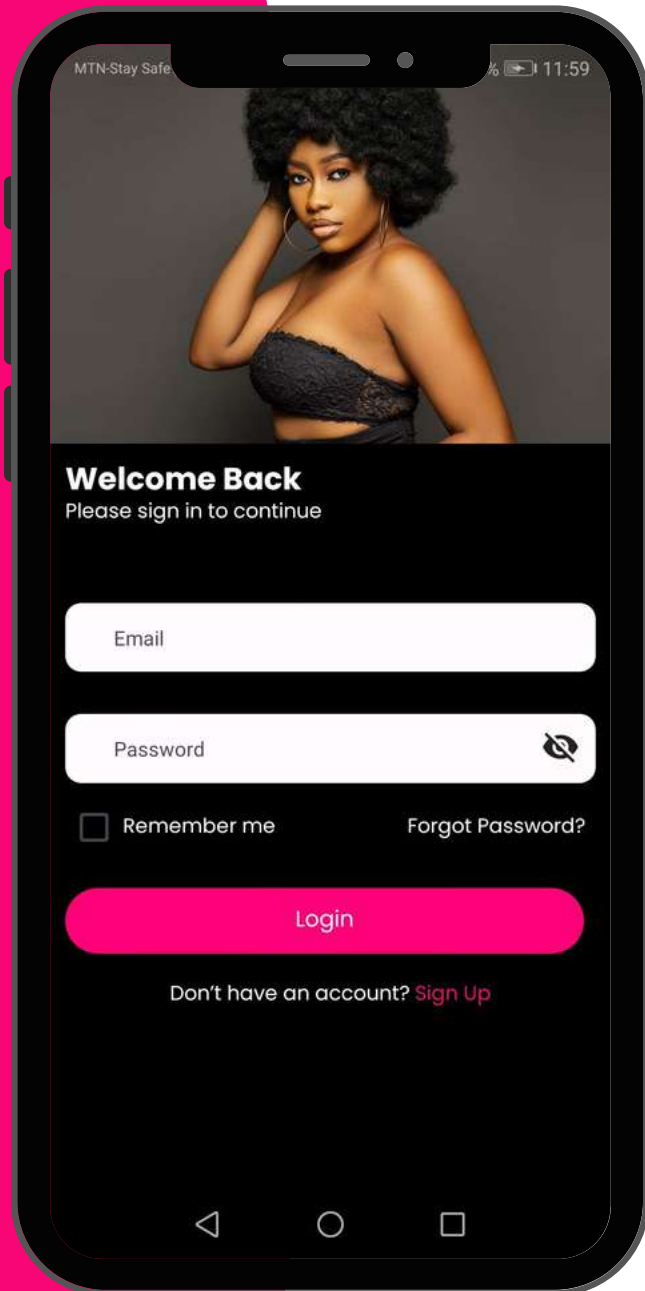 MTN-Stay Safe % 11:59
Welcome Back
Please sign in to continue
Email
Password
Remember me Forgot Password?
Login
Don't have an account? Sign Up